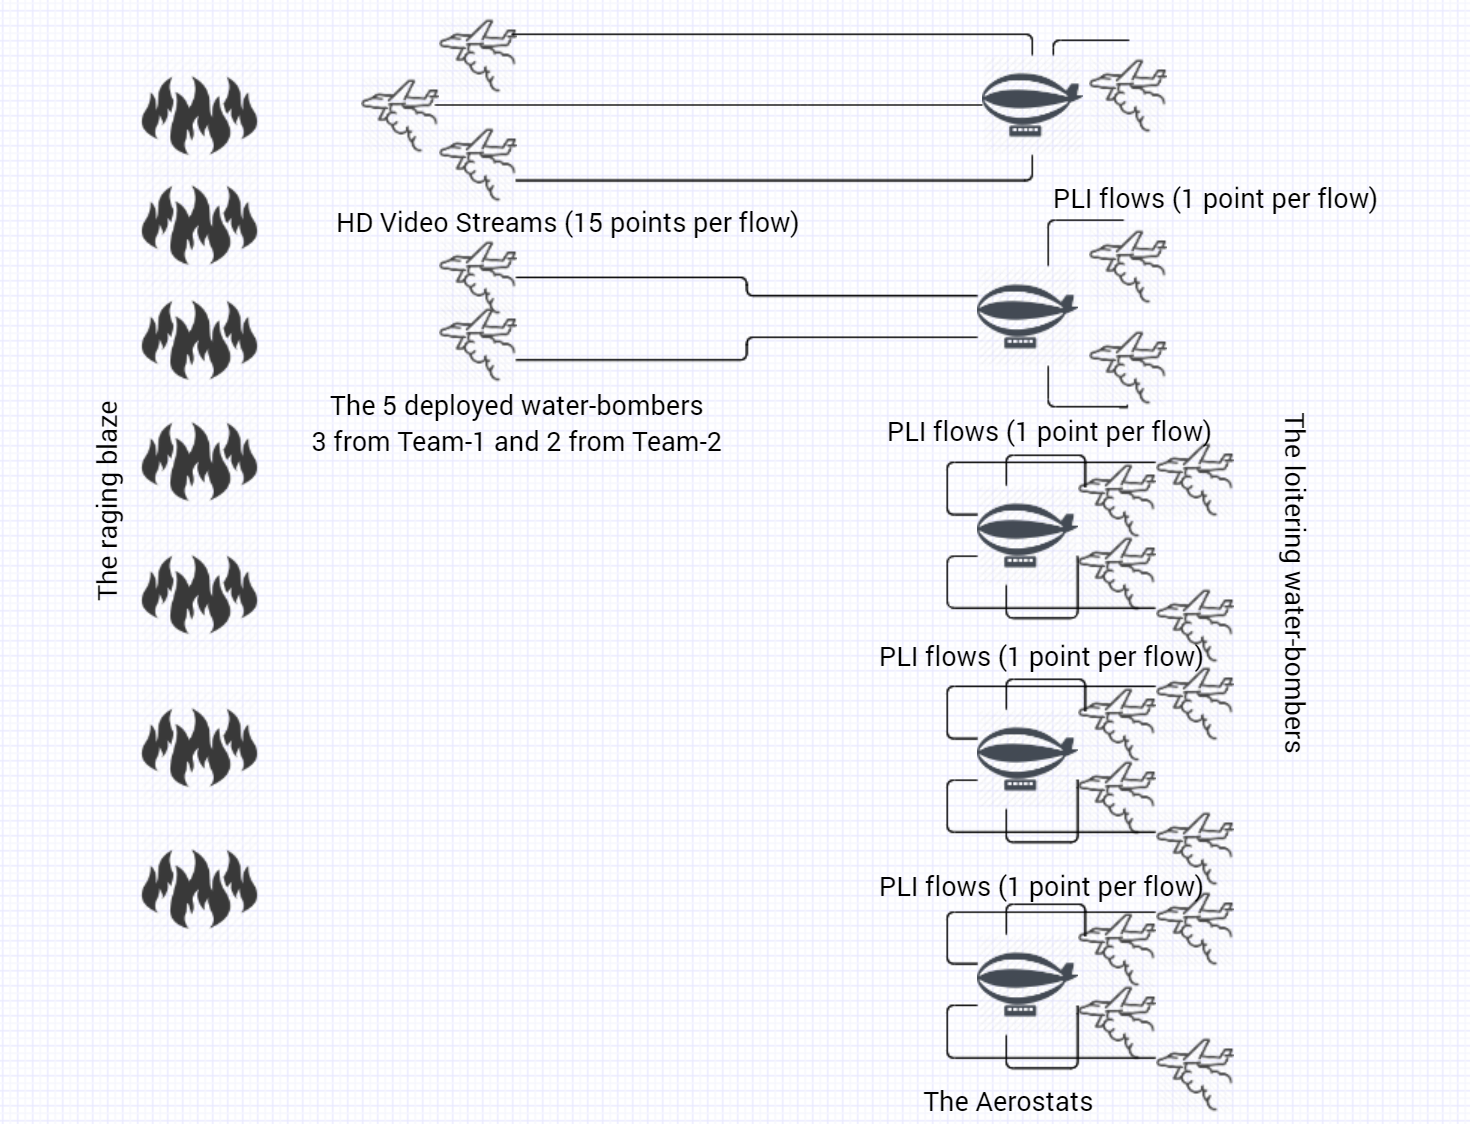 PLI flows (1 point per flow)
HD Video Streams (15 points per flow)
The 5 deployed water-bombers
3 from Team-1 and 2 from Team-2
PLI flows (1 point per flow)
The raging blaze
The loitering water-bombers
PLI flows (1 point per flow)
PLI flows (1 point per flow)
The Aerostats